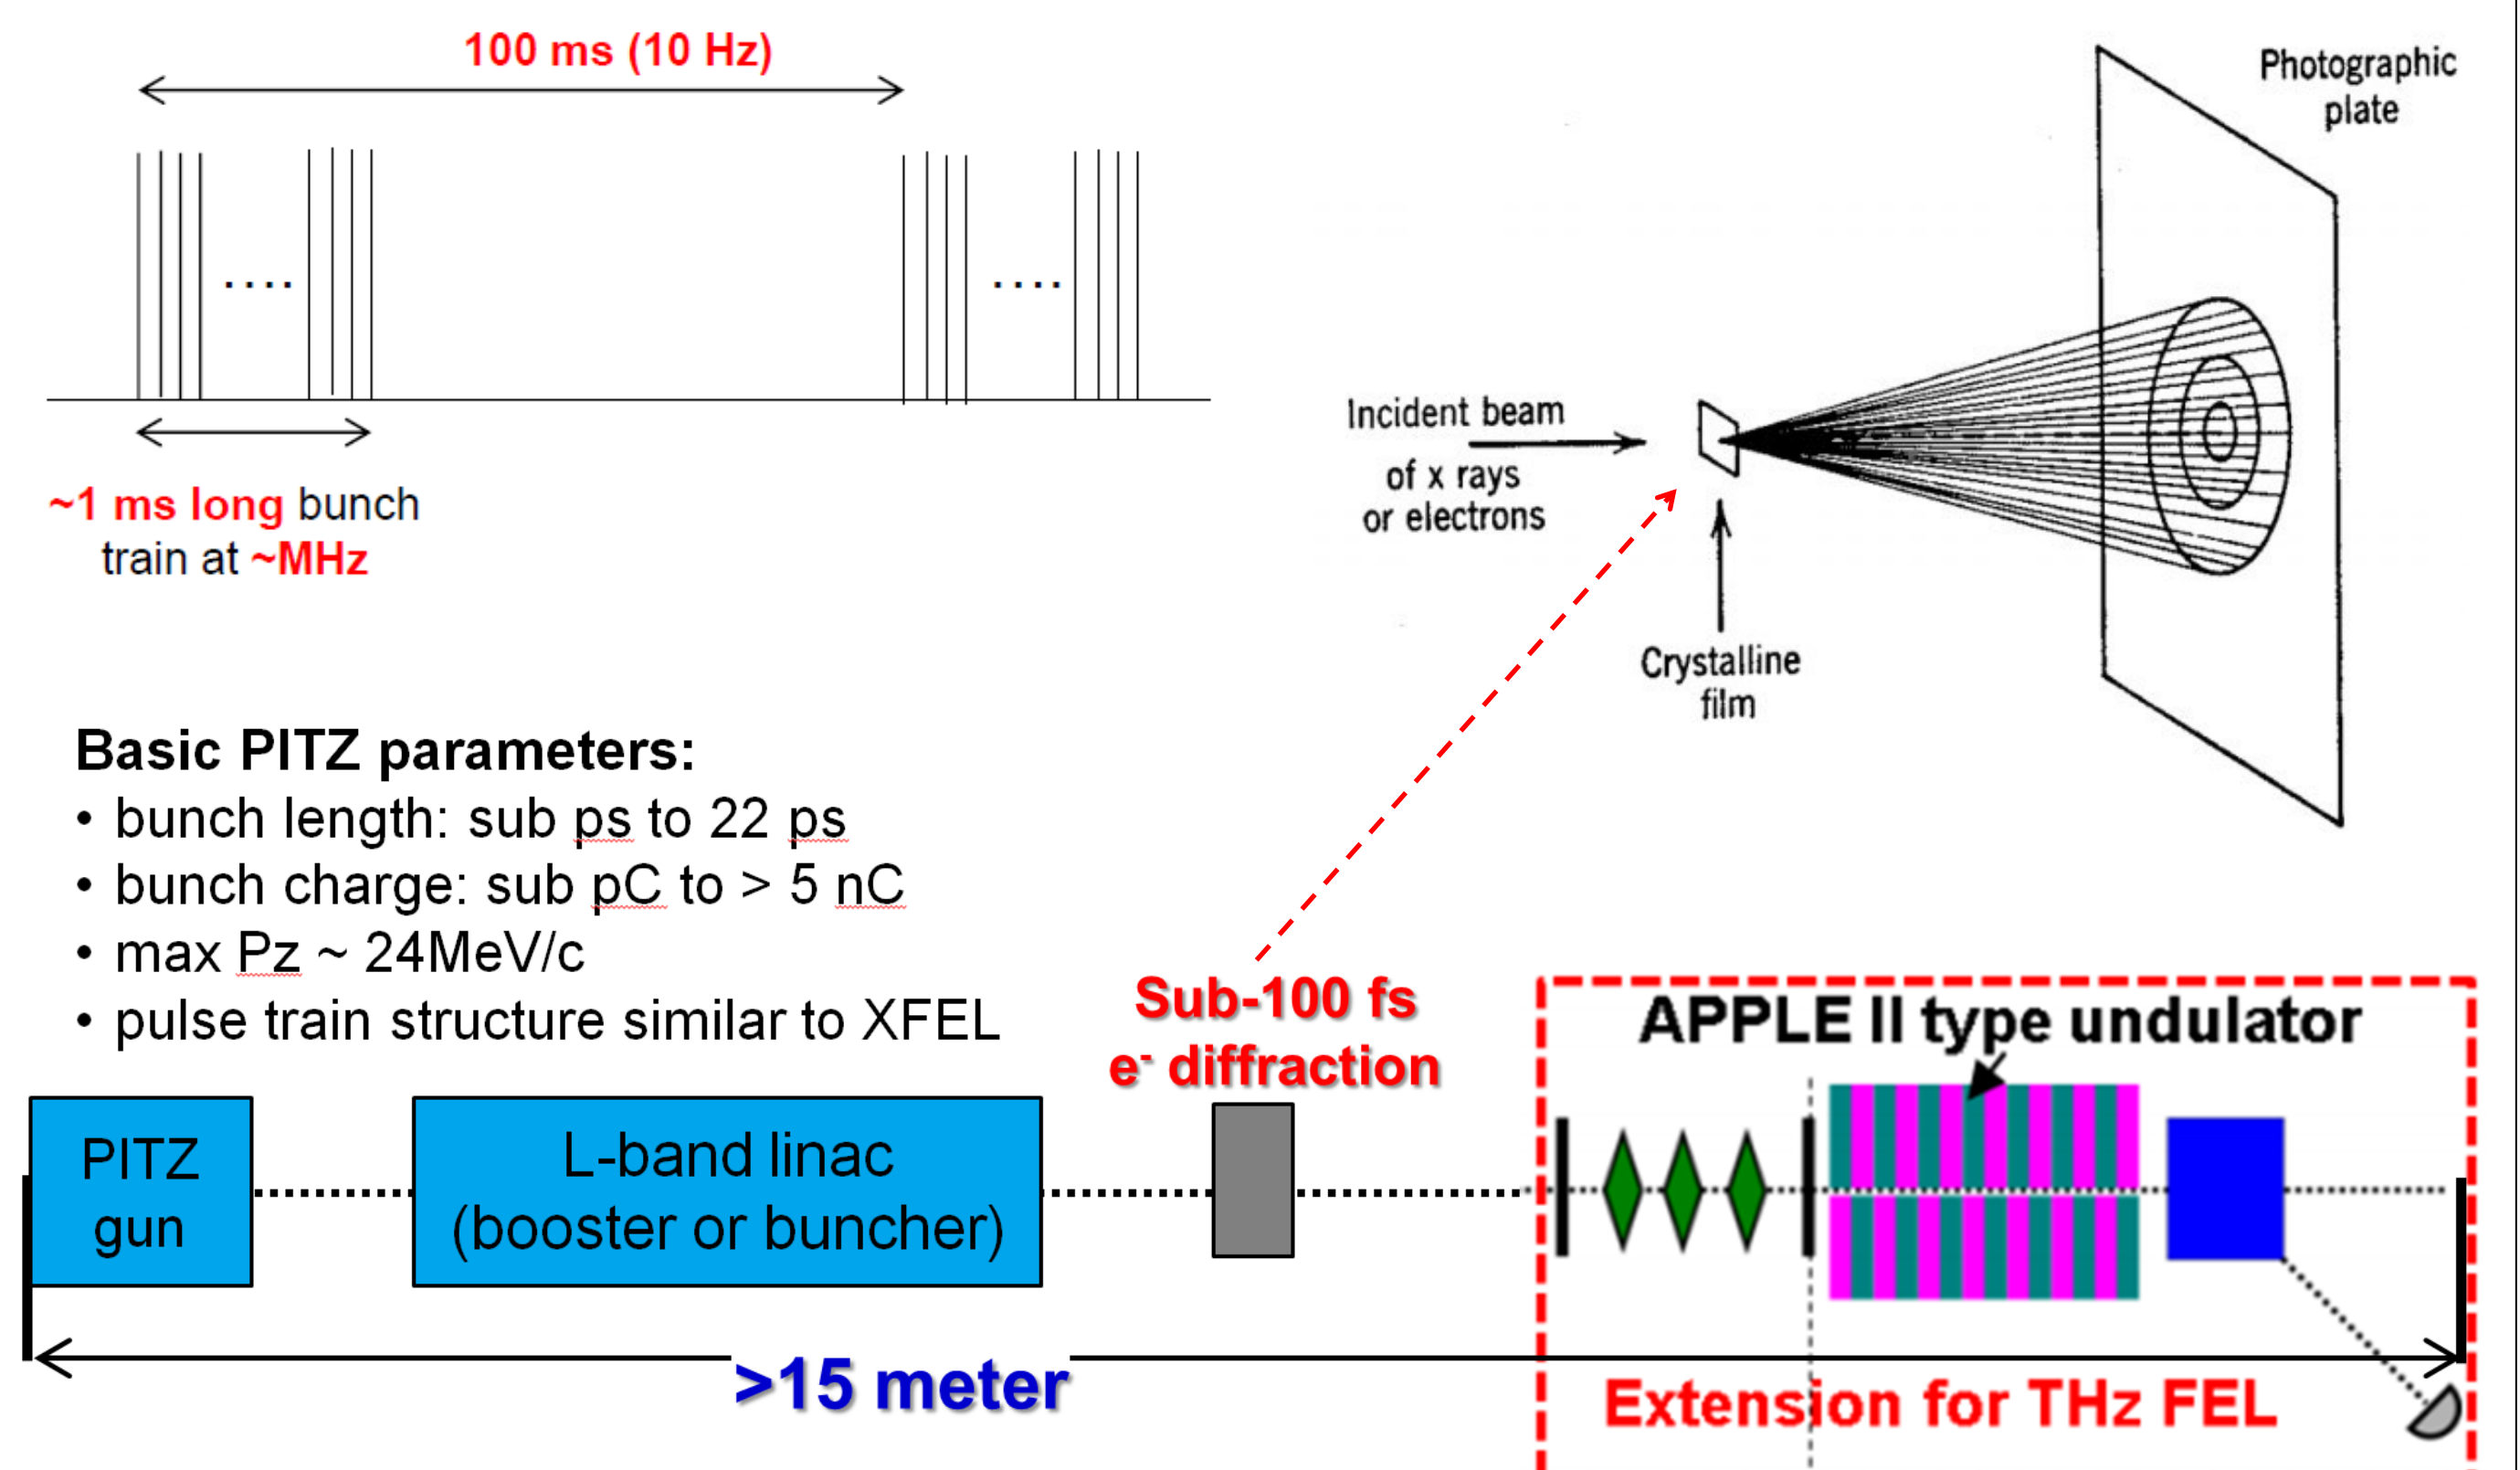 100 ms (10 Hz)
....
....
~1 ms long bunch
train at ~MHz
Photographic
plate
Incident beam
of x rays
or electrons
Crystalline
film
Basic PITZ parameters:
• bunch length: sub ps to 22 ps
• bunch charge: sub pC to > 5 nC
• max Pz ~ 24MeV/c
• pulse train structure similar to XFEL
Sub-100 fs
e- diffraction
APPLE II type undulator
PITZ
gun
L-band linac
(booster or buncher)
>15 meter
Extension for THz FEL